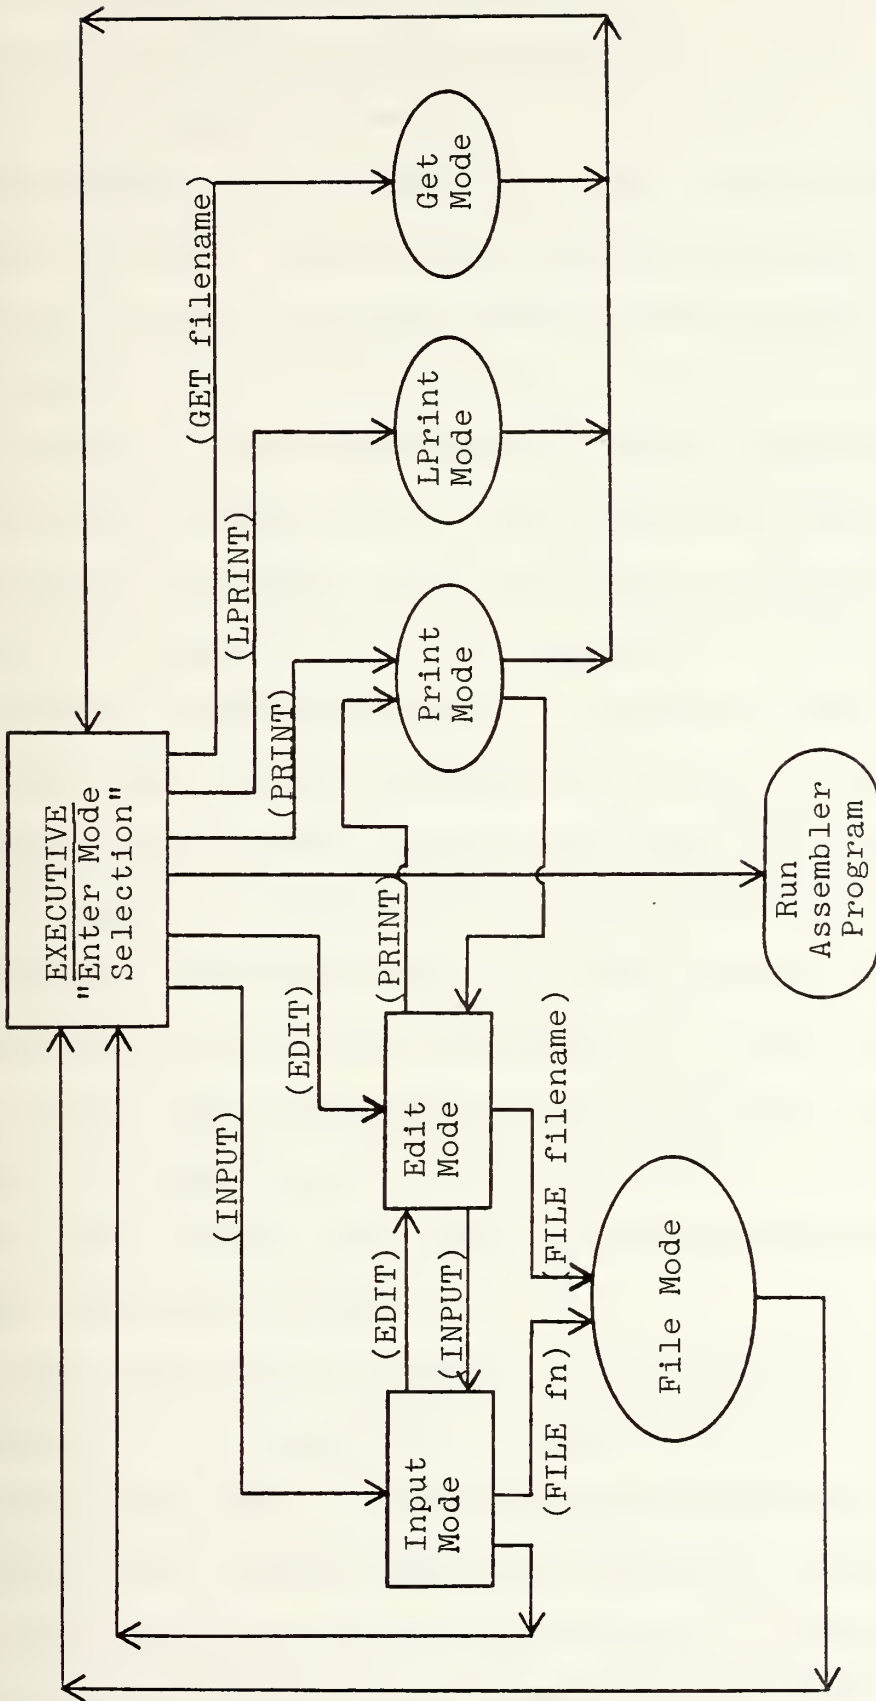 EXECUTIVE
"Enter Mode
Selection"
(INPUT)
(EDIT)
(PRINT)
(LPRINT)
(GET filename)
Input
Mode
(EDIT)
(INPUT)
Edit
Mode
(PRINT)
Print
Mode
LPrint
Mode
Get
Mode
(FILE fn)
(FILE filename)
File Mode
Run
Assembler
Program